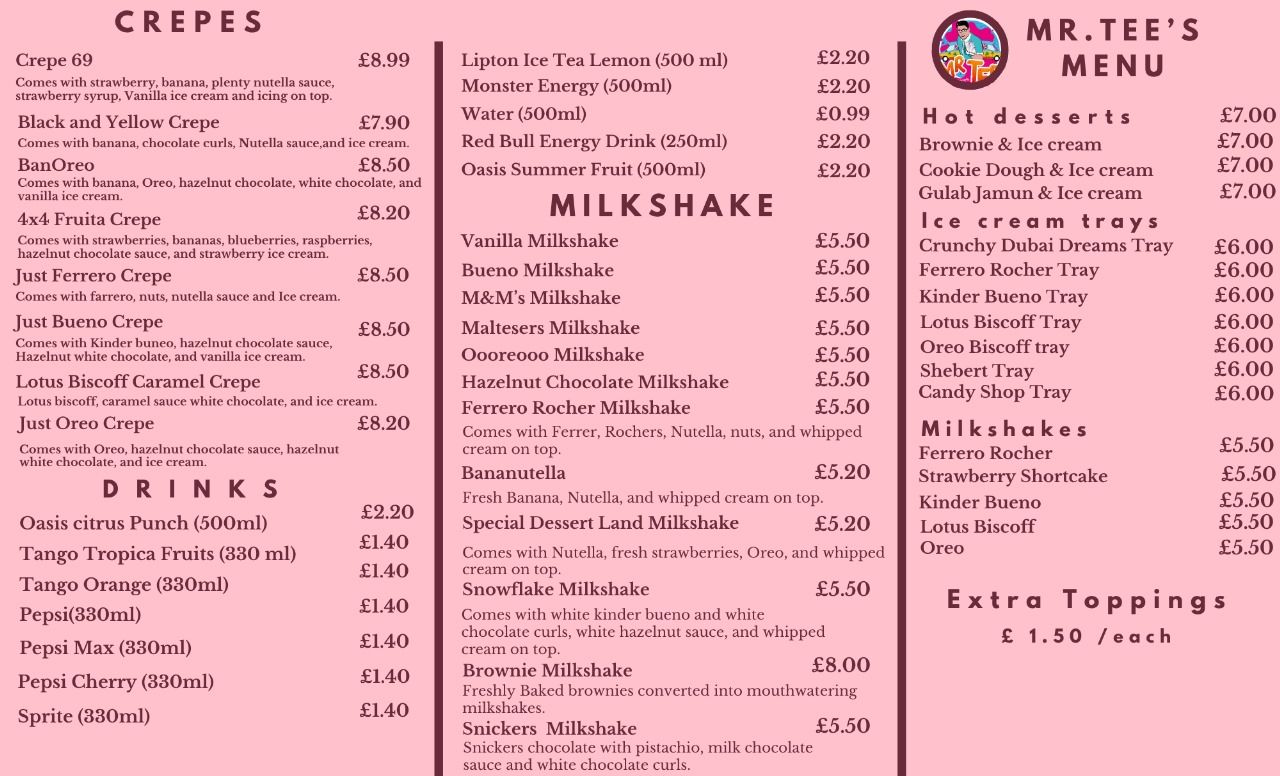 CREPES
Crepe 69 £8.99
Comes with strawberry, banana, plenty nutella sauce,
strawberry syrup, Vanilla ice cream and icing on top.
Black and Yellow Crepe £7.90
Comes with banana, chocolate curls, Nutella sauce,and ice cream.
BanOreo £8.50
Comes with banana, Oreo, hazelnut chocolate, white chocolate, and
vanilla ice cream.
4x4 Fruita Crepe £8.20
Comes with strawberries, bananas, blueberries, raspberries,
hazelnut chocolate sauce, and strawberry ice cream.
Just Ferrero Crepe £8.50
Comes with farrero, nuts, nutella sauce and Ice cream.
Just Bueno Crepe £8.50
Comes with Kinder buneo, hazelnut chocolate sauce,
Hazelnut white chocolate, and vanilla ice cream.
Lotus Biscoff Caramel Crepe £8.50
Lotus biscoff, caramel sauce white chocolate, and ice cream.
Just Oreo Crepe £8.20
Comes with Oreo, hazelnut chocolate sauce, hazelnut
white chocolate, and ice cream.
DRINKS
Oasis citrus Punch (500ml) £2.20
Tango Tropica Fruits (330 ml) £1.40
Tango Orange (330ml) £1.40
Pepsi(330ml) £1.40
Pepsi Max (330ml) £1.40
Pepsi Cherry (330ml) £1.40
Sprite (330ml) £1.40
Lipton Ice Tea Lemon (500 ml) £2.20
Monster Energy (500ml) £2.20
Water (500ml) £0.99
Red Bull Energy Drink (250ml) £2.20
Oasis Summer Fruit (500ml) £2.20
MILKSHAKE
Vanilla Milkshake £5.50
Bueno Milkshake £5.50
M&M's Milkshake £5.50
Maltesers Milkshake £5.50
Oooreooo Milkshake £5.50
Hazelnut Chocolate Milkshake £5.50
Ferrero Rocher Milkshake £5.50
Comes with Ferrer, Rochers, Nutella, nuts, and whipped
cream on top.
Bananutella £5.20
Fresh Banana, Nutella, and whipped cream on top.
Special Dessert Land Milkshake £5.20
Comes with Nutella, fresh strawberries, Oreo, and whipped
cream on top.
Snowflake Milkshake £5.50
Comes with white kinder bueno and white
chocolate curls, white hazelnut sauce, and whipped
cream on top.
Brownie Milkshake £8.00
Freshly Baked brownies converted into mouthwatering
milkshakes.
Snickers Milkshake £5.50
Snickers chocolate with pistachio, milk chocolate
sauce and white chocolate curls.
MR TEE
MR.TEE'S
MENU
Hot desserts £7.00
Brownie & Ice cream £7.00
Cookie Dough & Ice cream £7.00
Gulab Jamun & Ice cream £7.00
Ice cream trays
Crunchy Dubai Dreams Tray £6.00
Ferrero Rocher Tray £6.00
Kinder Bueno Tray £6.00
Lotus Biscoff Tray £6.00
Oreo Biscoff tray £6.00
Shebert Tray £6.00
Candy Shop Tray £6.00
Milkshakes
Ferrero Rocher £5.50
Strawberry Shortcake £5.50
Kinder Bueno £5.50
Lotus Biscoff £5.50
Oreo £5.50
Extra Toppings
£ 1.50 /each